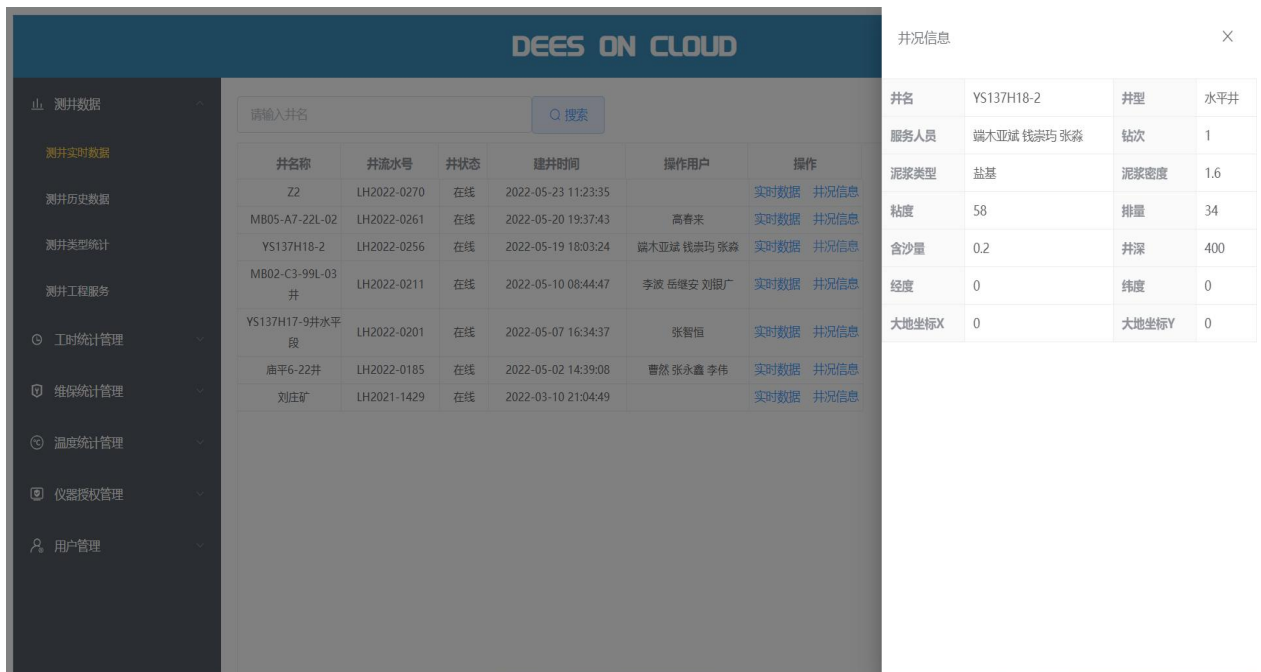 DEES ON CLOUD
测井数据
测井实时数据
测井历史数据
测井类型统计
测井工程服务
工时统计管理
维保统计管理
温度统计管理
仪器授权管理
用户管理
请输入井名 搜索
井名称 井流水号 井状态 建井时间 操作用户 操作
Z2 LH2022-0270 在线 2022-05-23 11:23:35 实时数据 井况信息
MB05-A7-22L-02 LH2022-0261 在线 2022-05-20 19:37:43 高春来 实时数据 井况信息
YS137H18-2 LH2022-0256 在线 2022-05-19 18:03:24 端木亚斌 钱崇玙 张淼 实时数据 井况信息
MB02-C3-99L-03
井 LH2022-0211 在线 2022-05-10 08:44:47 李波 岳继安 刘银广 实时数据 井况信息
YS137H17-9井水平
段 LH2022-0201 在线 2022-05-07 16:34:37 张智恒 实时数据 井况信息
庙平6-22井 LH2022-0185 在线 2022-05-02 14:39:08 曹然 张永鑫 李伟 实时数据 井况信息
刘庄矿 LH2021-1429 在线 2022-03-10 21:04:49 实时数据 井况信息
井况信息
井名 YS137H18-2 井型 水平井
服务人员 端木亚斌 钱崇玙 张淼 钻次 1
泥浆类型 盐基 泥浆密度 1.6
粘度 58 排量 34
含沙量 0.2 井深 400
经度 0 纬度 0
大地坐标X 0 大地坐标Y 0